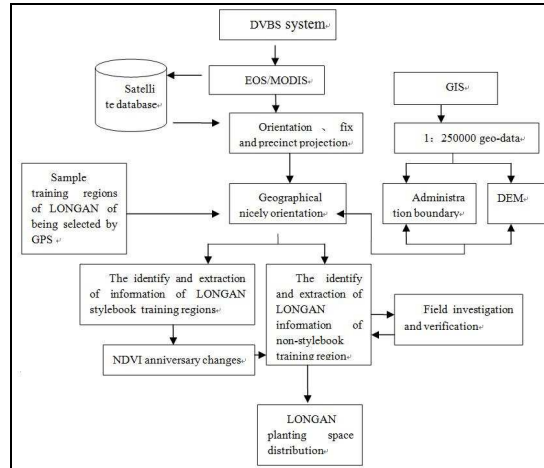 DVBS system
Satelli
te database
EOS/MODIS
GIS
Orientation、 fix
and precinct projection
1：250000 geo-data
Sample
training regions
of LONGAN of
being selected by
GPS
Geographical
nicely orientation
Administra
tion boundary
DEM
The identify and extraction
of information of LONGAN
stylebook training regions
The identify
and extraction of
LONGAN
information of
non-stylebook
training region
Field investigation
and verification
NDVI anniversary changes
LONGAN
planting space
distribution